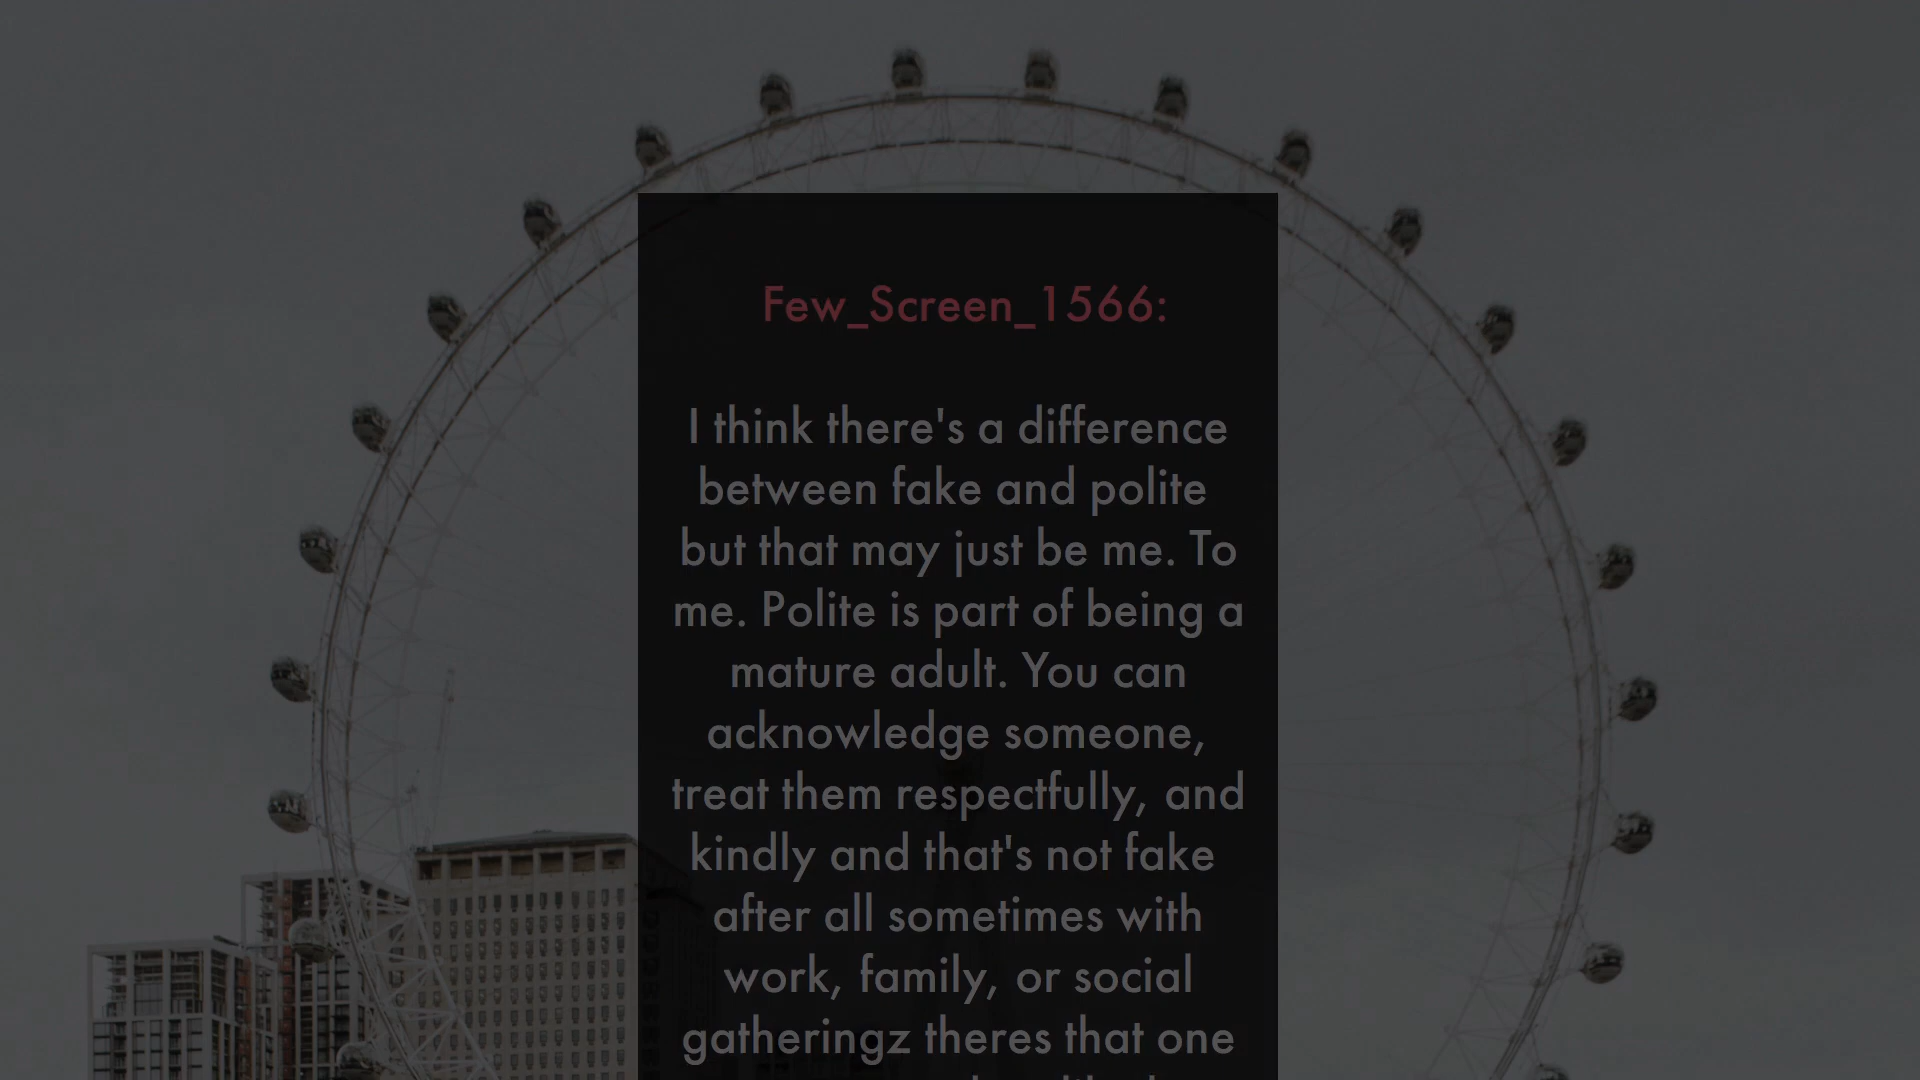 Few_Screen_1566:
I think there's a difference
between fake and polite
but that may just be me. To
me. Polite is part of being a
mature adult. You can
acknowledge someone,
treat them respectfully, and
kindly and that's not fake
after all sometimes with
work, family, or social
gatheringz theres that one